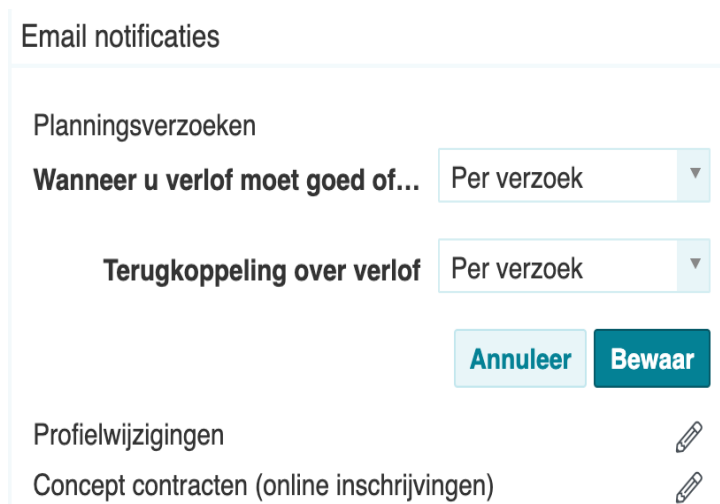 Email notificaties
Planningsverzoeken
Wanneer u verlof moet goed of... Per verzoek
Terugkoppeling over verlof Per verzoek
Annuleer Bewaar
Profielwijzigingen
Concept contracten (online inschrijvingen)